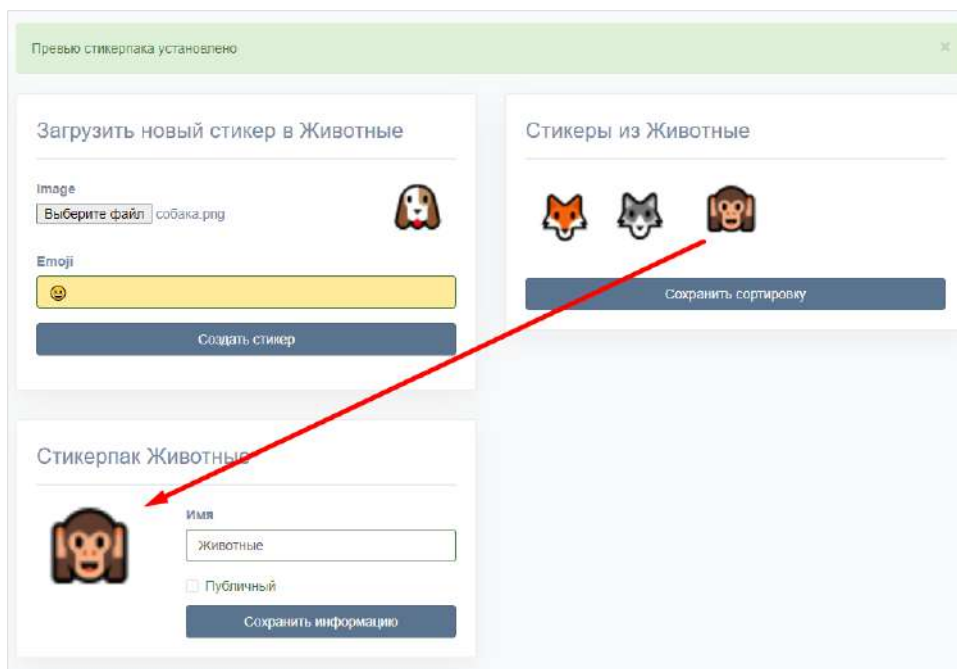 Превью стикерпака установлено
×
Загрузить новый стикер в Животные
Image
Выберите файл собака.png
Emoji
Создать стикер
Стикеры из Животные
Сохранить сортировку
Стикерпак Животные
Имя
Животные
Публичный
Сохранить информацию